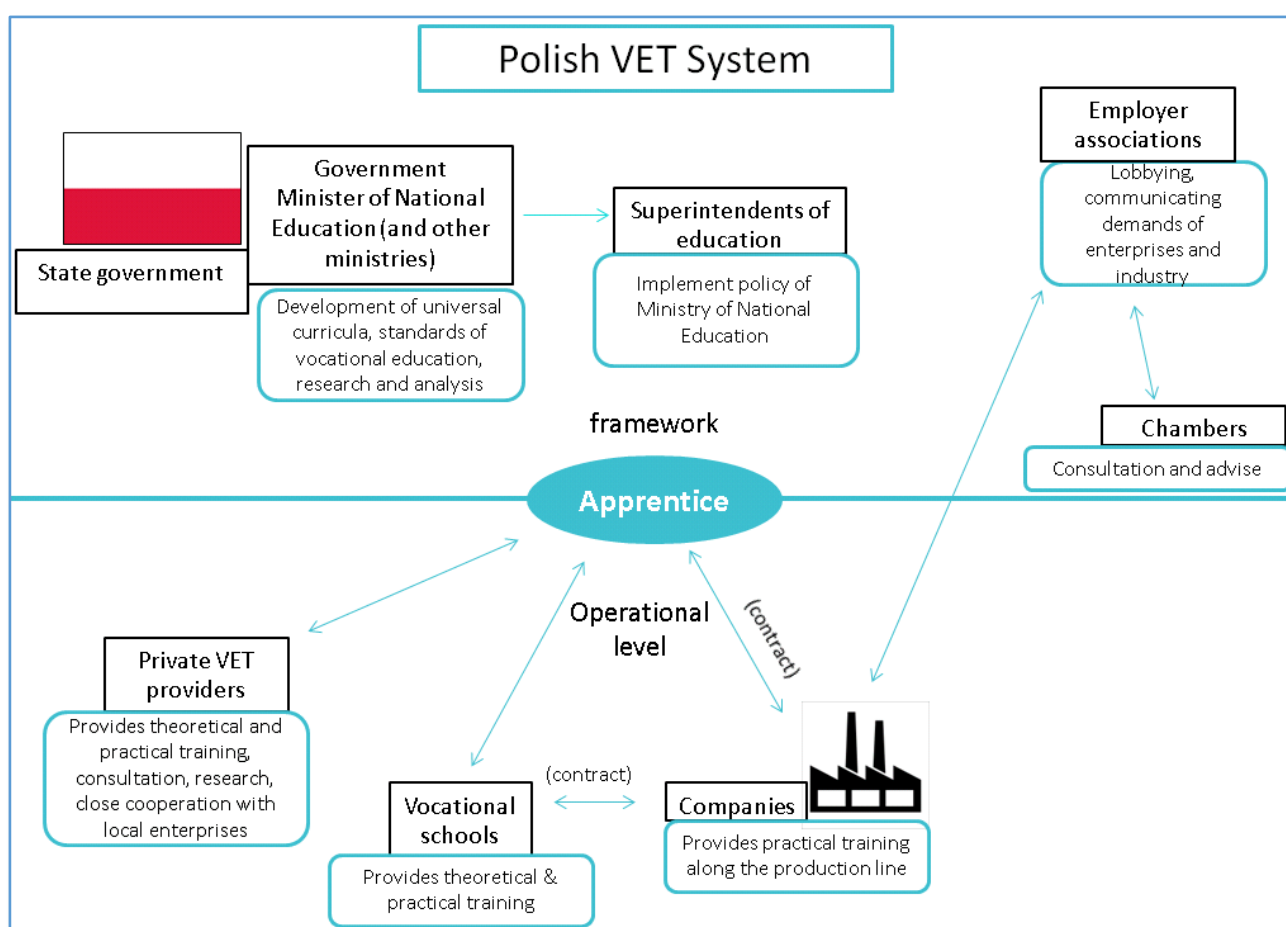 Polish VET System
State government
Government
Minister of National
Education (and other
ministries)
Development of universal
curricula, standards of
vocational education,
research and analysis
Superintendents of
education
Implement policy of
Ministry of National
Education
Employer
associations
Lobbying,
communicating
demands of
enterprises and
industry
Chambers
Consultation and advise
framework
Apprentice
Operational
level
(contract)
Private VET
providers
Provides theoretical and
practical training,
consultation, research,
close cooperation with
local enterprises
Vocational
schools
Provides theoretical &
practical training
(contract)
Companies
Provides practical training
along the production line